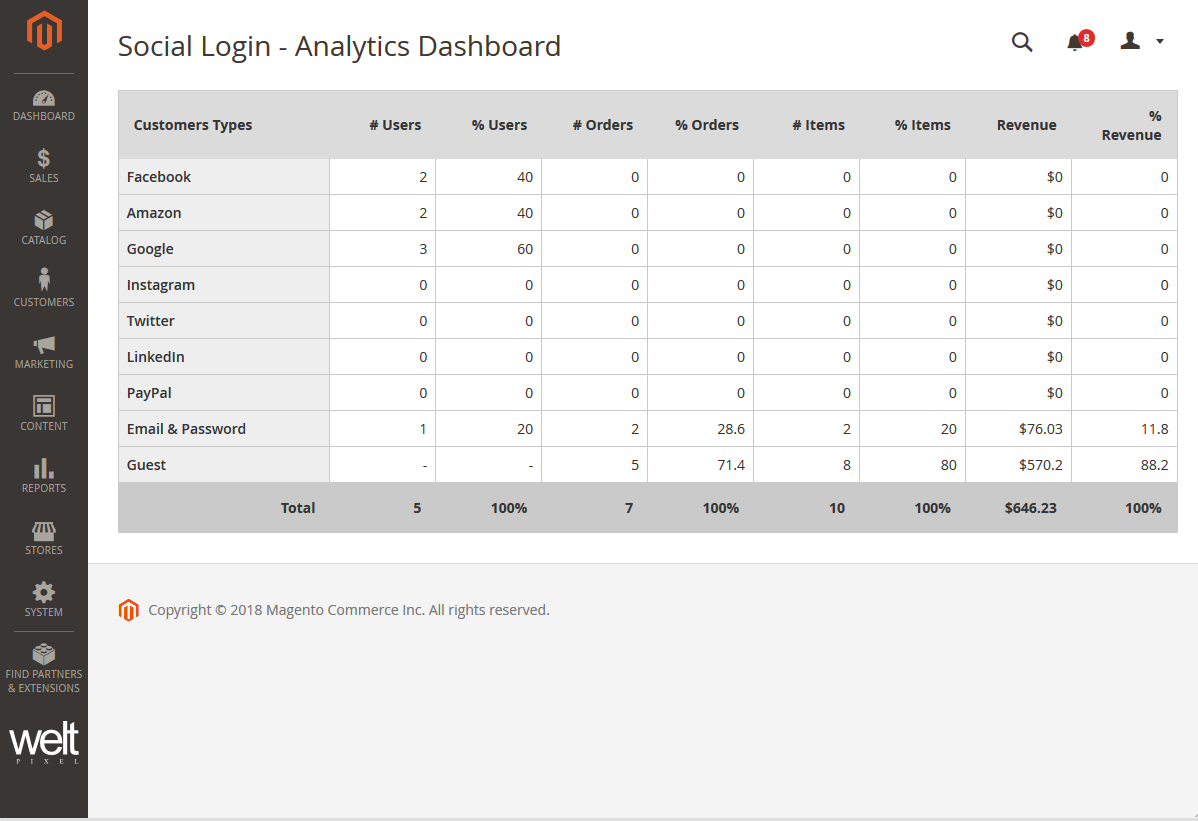 Social Login - Analytics Dashboard
8
DASHBOARD
SALES
CATALOG
CUSTOMERS
MARKETING
CONTENT
REPORTS
STORES
SYSTEM
FIND PARTNERS
& EXTENSIONS
welt
PIXEL
Customers Types # Users % Users # Orders % Orders # Items % Items Revenue % Revenue
Facebook 2 40 0 0 0 0 $0 0
Amazon 2 40 0 0 0 0 $0 0
Google 3 60 0 0 0 0 $0 0
Instagram 0 0 0 0 0 0 $0 0
Twitter 0 0 0 0 0 0 $0 0
LinkedIn 0 0 0 0 0 0 $0 0
PayPal 0 0 0 0 0 0 $0 0
Email & Password 1 20 2 28.6 2 20 $76.03 11.8
Guest - - 5 71.4 8 80 $570.2 88.2
Total 5 100% 7 100% 10 100% $646.23 100%
Copyright © 2018 Magento Commerce Inc. All rights reserved.